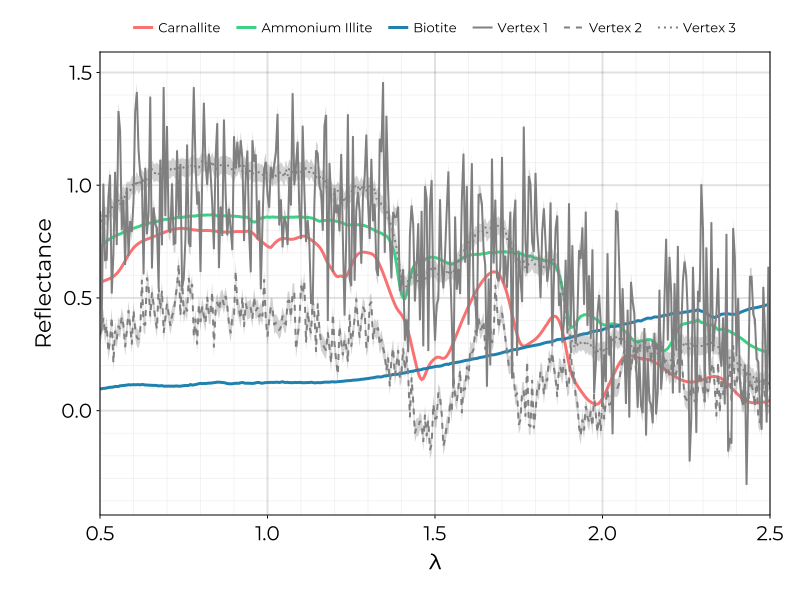 Carnallite Ammonium Illite Biotite Vertex 1 Vertex 2 Vertex 3
1.5
1.0
0.5
0.0
Reflectance
0.5 1.0 1.5 2.0 2.5
λ